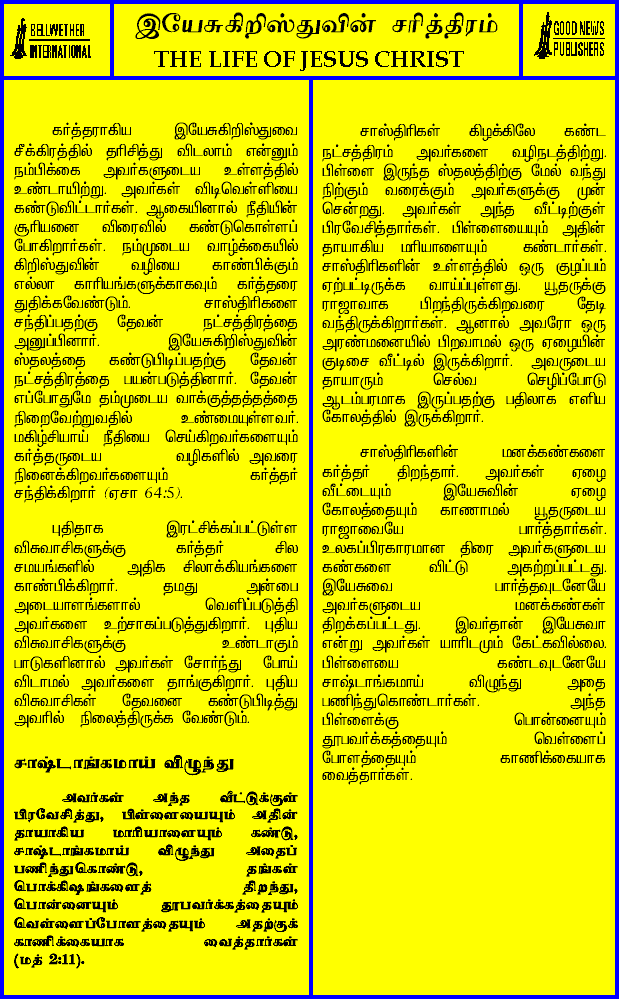 BELLWETHER
INTERNATIONAL
இயேசுகிறிஸ்துவின் சரித்திரம்
THE LIFE OF JESUS CHRIST
GOOD NEWS
PUBLISHERS
கர்த்தராகிய இயேசுகிறிஸ்துவை
சீக்கிரத்தில் தரிசித்து விடலாம் என்னும்
நம்பிக்கை அவர்களுடைய உள்ளத்தில்
உண்டாயிற்று. அவர்கள் விடிவெள்ளியை
கண்டுவிட்டார்கள். ஆகையினால் நீதியின்
சூரியனை விரைவில் கண்டுகொள்ளப்
போகிறார்கள். நம்முடைய வாழ்க்கையில்
கிறிஸ்துவின் வழியை காண்பிக்கும்
எல்லா காரியங்களுக்காகவும் கர்த்தரை
துதிக்கவேண்டும். சாஸ்திரிகளை
சந்திப்பதற்கு தேவன் நட்சத்திரத்தை
அனுப்பினார். இயேசுகிறிஸ்துவின்
ஸ்தலத்தை கண்டுபிடிப்பதற்கு தேவன்
நட்சத்திரத்தை பயன்படுத்தினார். தேவன்
எப்போதுமே தம்முடைய வாக்குத்தத்தத்தை
நிறைவேற்றுவதில் உண்மையுள்ளவர்.
மகிழ்சியாய் நீதியை செய்கிறவர்களையும்
கர்த்தருடைய வழிகளில் அவரை
நினைக்கிறவர்களையும் கர்த்தர்
சந்திக்கிறார் (ஏசா 64:5).
புதிதாக இரட்சிக்கப்பட்டுள்ள
விசுவாசிகளுக்கு கர்த்தர் சில
சமயங்களில் அதிக சிலாக்கியங்களை
காண்பிக்கிறார். தமது அன்பை
அடையாளங்களால் வெளிப்படுத்தி
அவர்களை உற்சாகப்படுத்துகிறார். புதிய
விசுவாசிகளுக்கு உண்டாகும்
பாடுகளினால் அவர்கள் சோர்ந்து போய்
விடாமல் அவர்களை தாங்குகிறார். புதிய
விசுவாசிகள் தேவனை கண்டுபிடித்து
அவரில் நிலைத்திருக்க வேண்டும்.
சாஷ்டாங்கமாய் விழுந்து
அவர்கள் அந்த வீட்டுக்குள்
பிரவேசித்து, பிள்ளையையும் அதின்
தாயாகிய மாரியாளையும் கண்டு,
சாஷ்டாங்கமாய் விழுந்து அதைப்
பணிந்துகொண்டு, தங்கள்
பொக்கிஷங்களைத் திறந்து,
பொன்னையும் தூபவர்க்கத்தையும்
வெள்ளைப்போளத்தையும் அதற்குக்
காணிக்கையாக வைத்தார்கள்
(மத் 2:11).
சாஸ்திரிகள் கிழக்கிலே கண்ட
நட்சத்திரம் அவர்களை வழிநடத்திற்று.
பிள்ளை இருந்த ஸ்தலத்திற்கு மேல் வந்து
நிற்கும் வரைக்கும் அவர்களுக்கு முன்
சென்றது. அவர்கள் அந்த வீட்டிற்குள்
பிரவேசித்தார்கள். பிள்ளையையும் அதின்
தாயாகிய மரியாளையும் கண்டார்கள்.
சாஸ்திரிகளின் உள்ளத்தில் ஒரு குழப்பம்
ஏற்பட்டிருக்க வாய்ப்புள்ளது. யூதருக்கு
ராஜாவாக பிறந்திருக்கிறவரை தேடி
வந்திருக்கிறார்கள். ஆனால் அவரோ ஒரு
அரண்மனையில் பிறவாமல் ஒரு ஏழையின்
குடிசை வீட்டில் இருக்கிறார். அவருடைய
தாயாரும் செல்வ செழிப்போடு
ஆடம்பரமாக இருப்பதற்கு பதிலாக எளிய
கோலத்தில் இருக்கிறார்.
சாஸ்திரிகளின் மனக்கண்களை
கர்த்தர் திறந்தார். அவர்கள் ஏழை
வீட்டையும் இயேசுவின் ஏழை
கோலத்தையும் காணாமல் யூதருடைய
ராஜாவையே பார்த்தார்கள்.
உலகப்பிரகாரமான திரை அவர்களுடைய
கண்களை விட்டு அகற்றப்பட்டது.
இயேசுவை பார்த்தவுடனேயே
அவர்களுடைய மனக்கண்கள்
திறக்கப்பட்டது. இவர்தான் இயேசுவா
என்று அவர்கள் யாரிடமும் கேட்கவில்லை.
பிள்ளையை கண்டவுடனேயே
சாஷ்டாங்கமாய் விழுந்து அதை
பணிந்துகொண்டார்கள். அந்த
பிள்ளைக்கு பொன்னையும்
தூபவர்க்கத்தையும் வெள்ளைப்
போளத்தையும் காணிக்கையாக
வைத்தார்கள்.